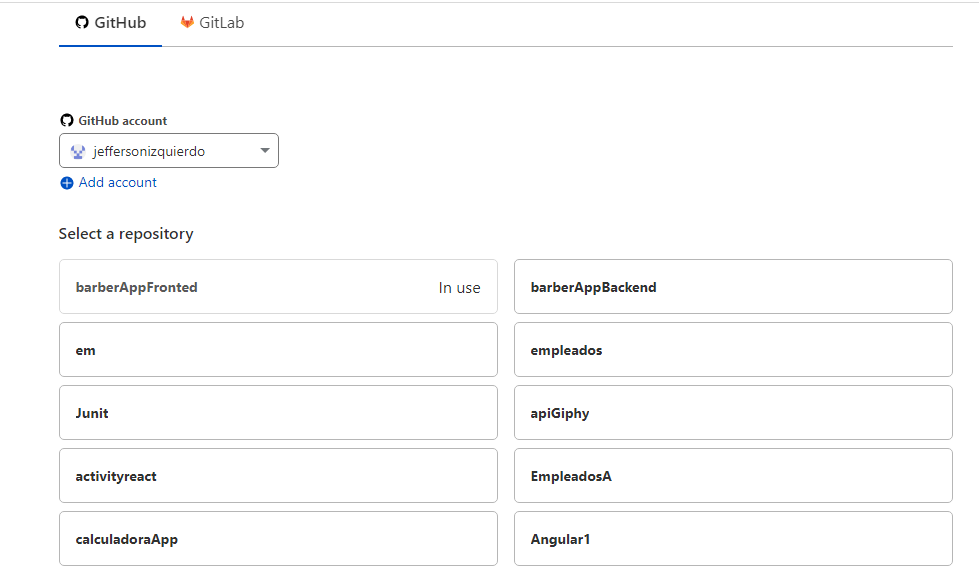 GitHub GitLab
GitHub account
jeffersonizquierdo
Add account
Select a repository
barberAppFronted In use barberAppBackend
em empleados
Junit apiGiphy
activityreact EmpleadosA
calculadoraApp Angular1